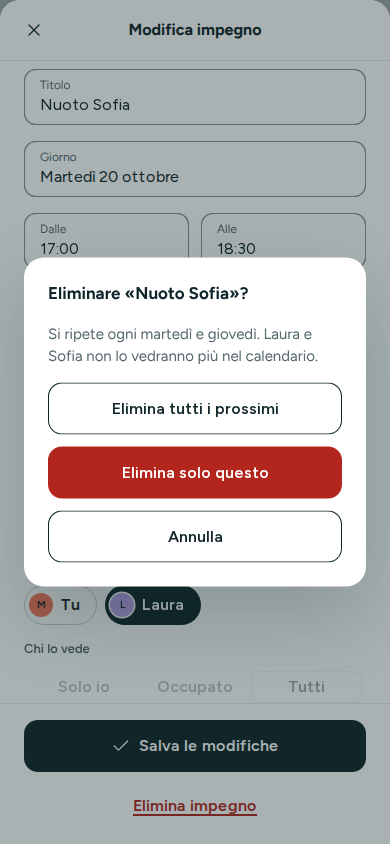 Modifica impegno
Titolo
Nuoto Sofia
Giorno
Martedì 20 ottobre
Dalle
17:00
Alle
18:30
Eliminare «Nuoto Sofia»?
Si ripete ogni martedì e giovedì. Laura e
Sofia non lo vedranno più nel calendario.
Elimina tutti i prossimi
Elimina solo questo
Annulla
M Tu
L Laura
Chi lo vede
Solo io
Occupato
Tutti
Salva le modifiche
Elimina impegno